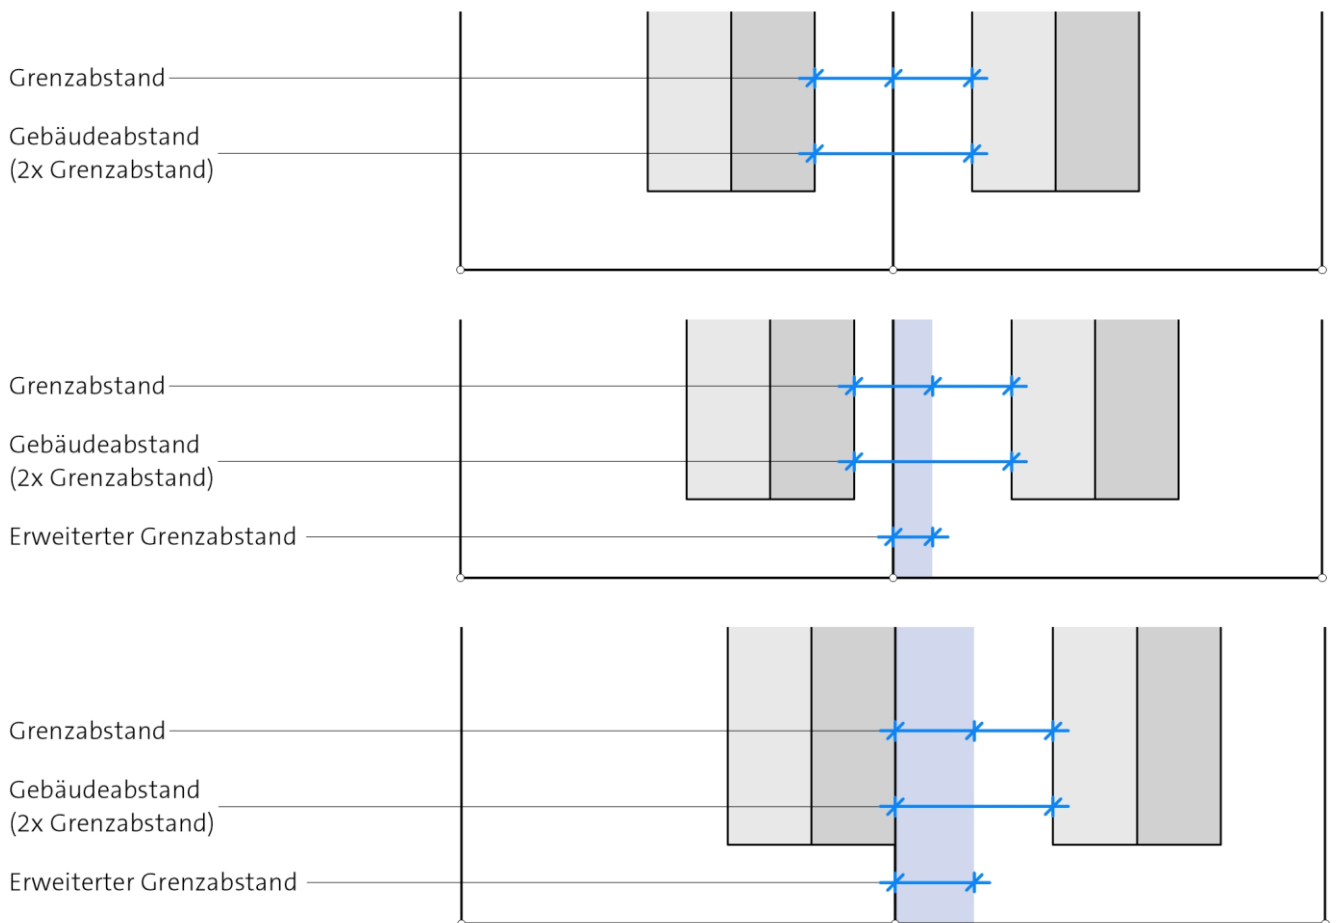 Grenzabstand
Gebäudeabstand
(2x Grenzabstand)
Grenzabstand
Gebäudeabstand
(2x Grenzabstand)
Erweiterter Grenzabstand
Grenzabstand
Gebäudeabstand
(2x Grenzabstand)
Erweiterter Grenzabstand